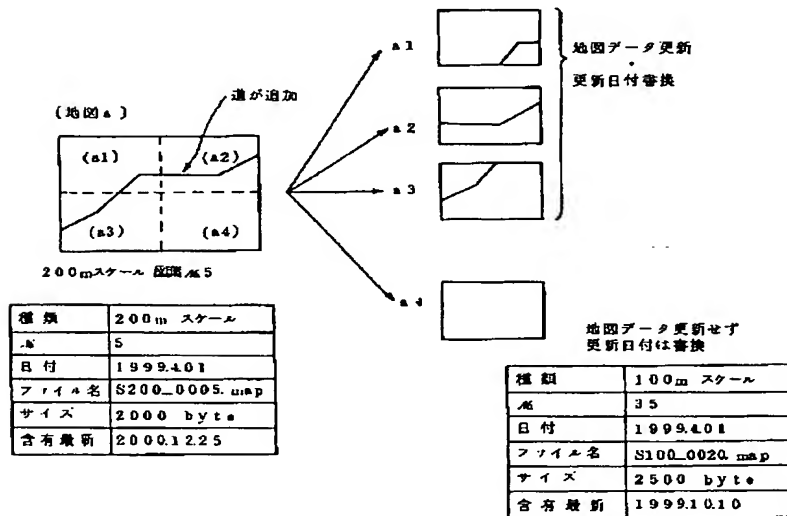 〔地図a〕
道が追加
(a1)
(a2)
(a3)
(a4)
200mスケール 図面№5
a1
a2
a3
a4
地図データ更新
・
更新日付書換
地図データ更新せず
更新日付は書換
種類 200m スケール
№ 5
日付 1999.4.01
ファイル名 S200_0005.map
サイズ 2000 byte
含有最新 2000.12.25
種類 100m スケール
№ 35
日付 1999.4.01
ファイル名 S100_0020.map
サイズ 2500 byte
含有最新 1999.10.10